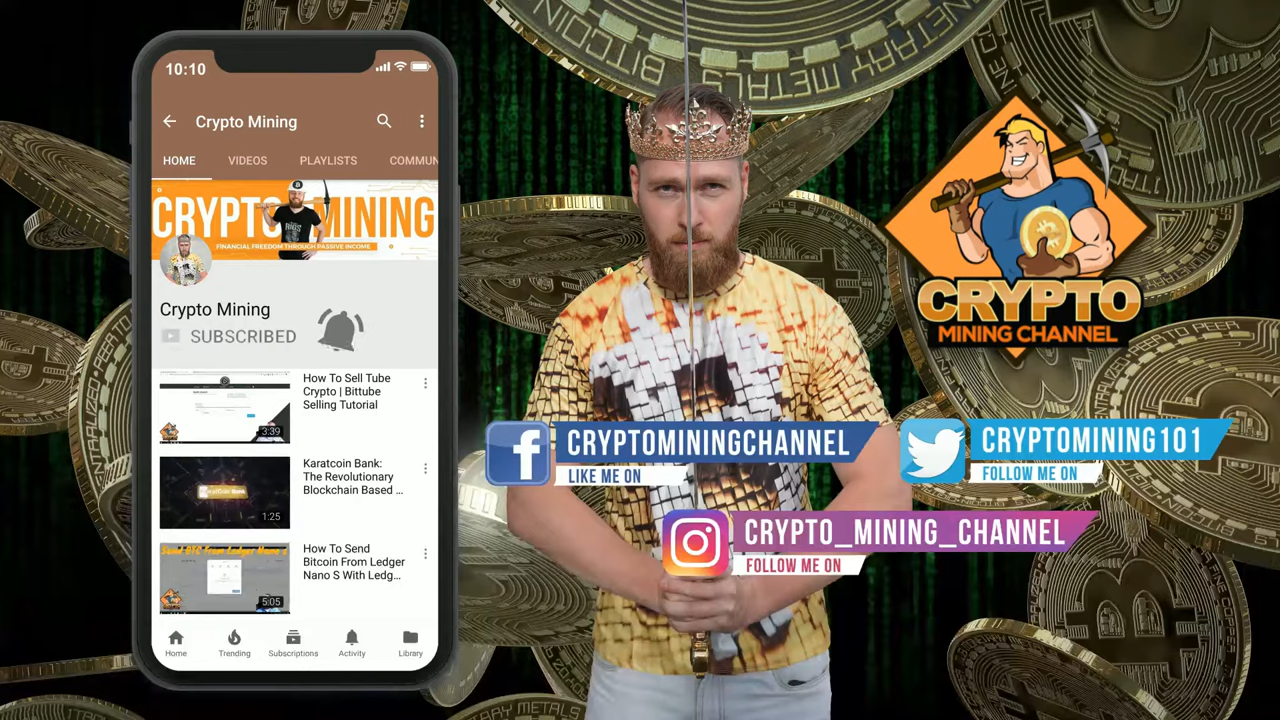 10:10
Crypto Mining
HOME
VIDEOS
PLAYLISTS
COMMUN
CRYPTO MINING
FINANCIAL FREEDOM THROUGH PASSIVE INCOME
Crypto Mining
SUBSCRIBED
How To Sell Tube
Crypto | Bittube
Selling Tutorial
3:39
Karatcoin Bank:
The Revolutionary
Blockchain Based ...
1:25
How To Send
Bitcoin From Ledger
Nano S With Ledg...
5:05
Home
Trending
Subscriptions
Activity
Library
CRYPTO
MINING CHANNEL
CRYPTOMININGCHANNEL
LIKE ME ON
CRYPTOMINING101
FOLLOW ME ON
CRYPTO_MINING_CHANNEL
FOLLOW ME ON